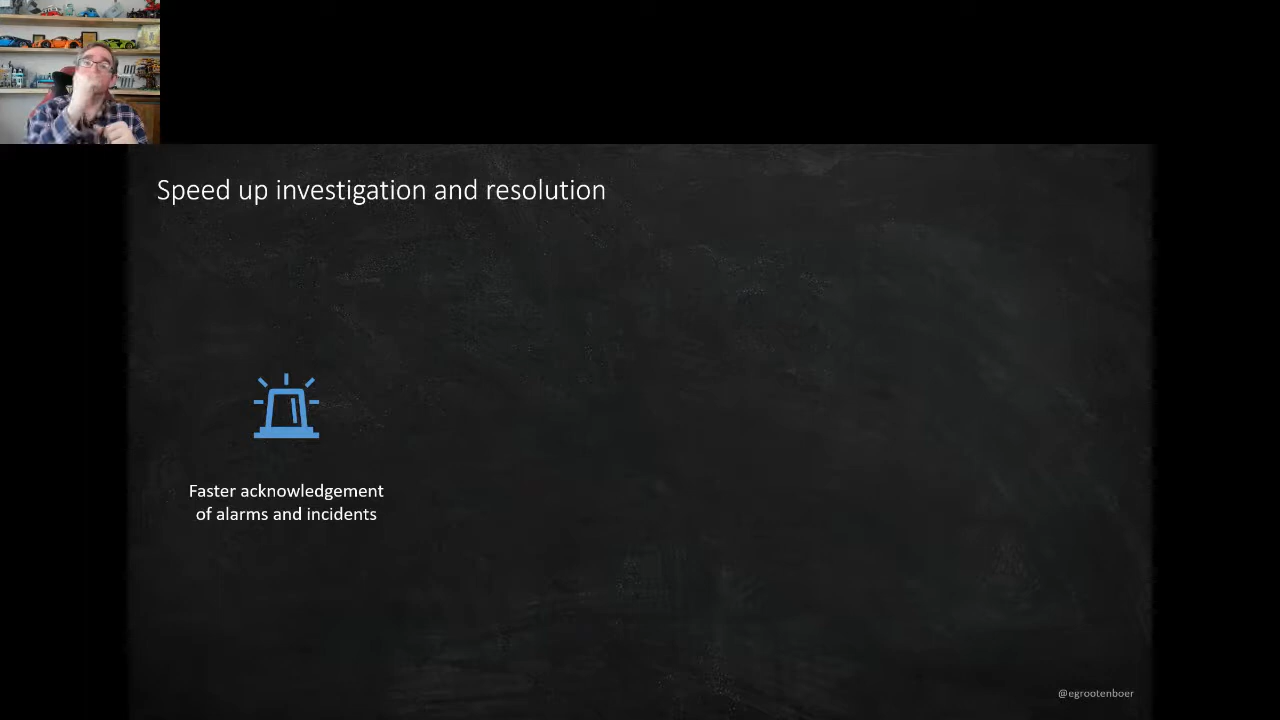 Speed up investigation and resolution
Faster acknowledgement
of alarms and incidents
@egrootenboer